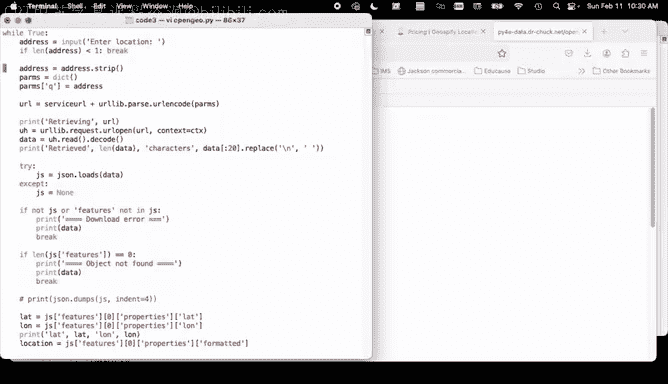 Terminal Shell Edit View Window Help
Sun Feb 11 10:30 AM
code3 — vi opengeo.py — 86×37
while True:
    address = input('Enter location: ')
    if len(address) < 1: break
    address = address.strip()
    parms = dict()
    parms['q'] = address
    url = serviceurl + urllib.parse.urlencode(parms)
    print('Retrieving', url)
    uh = urllib.request.urlopen(url, context=ctx)
    data = uh.read().decode()
    print('Retrieved', len(data), 'characters', data[:20].replace('\n', ' '))
    try:
        js = json.loads(data)
    except:
        js = None
    if not js or 'features' not in js:
        print('==== Download error ===')
        print(data)
        break
    if len(js['features']) == 0:
        print('==== Object not found ====')
        print(data)
        break
    # print(json.dumps(js, indent=4))
    lat = js['features'][0]['properties']['lat']
    lon = js['features'][0]['properties']['lon']
    print('lat', lat, 'lon', lon)
    location = js['features'][0]['properties']['formatted']
Pricing | Geoapify Locatio
py4e-data.dr-chuck.net/open
IMS
Jackson commercia...
Educause
Studio
>>
Other Bookmarks